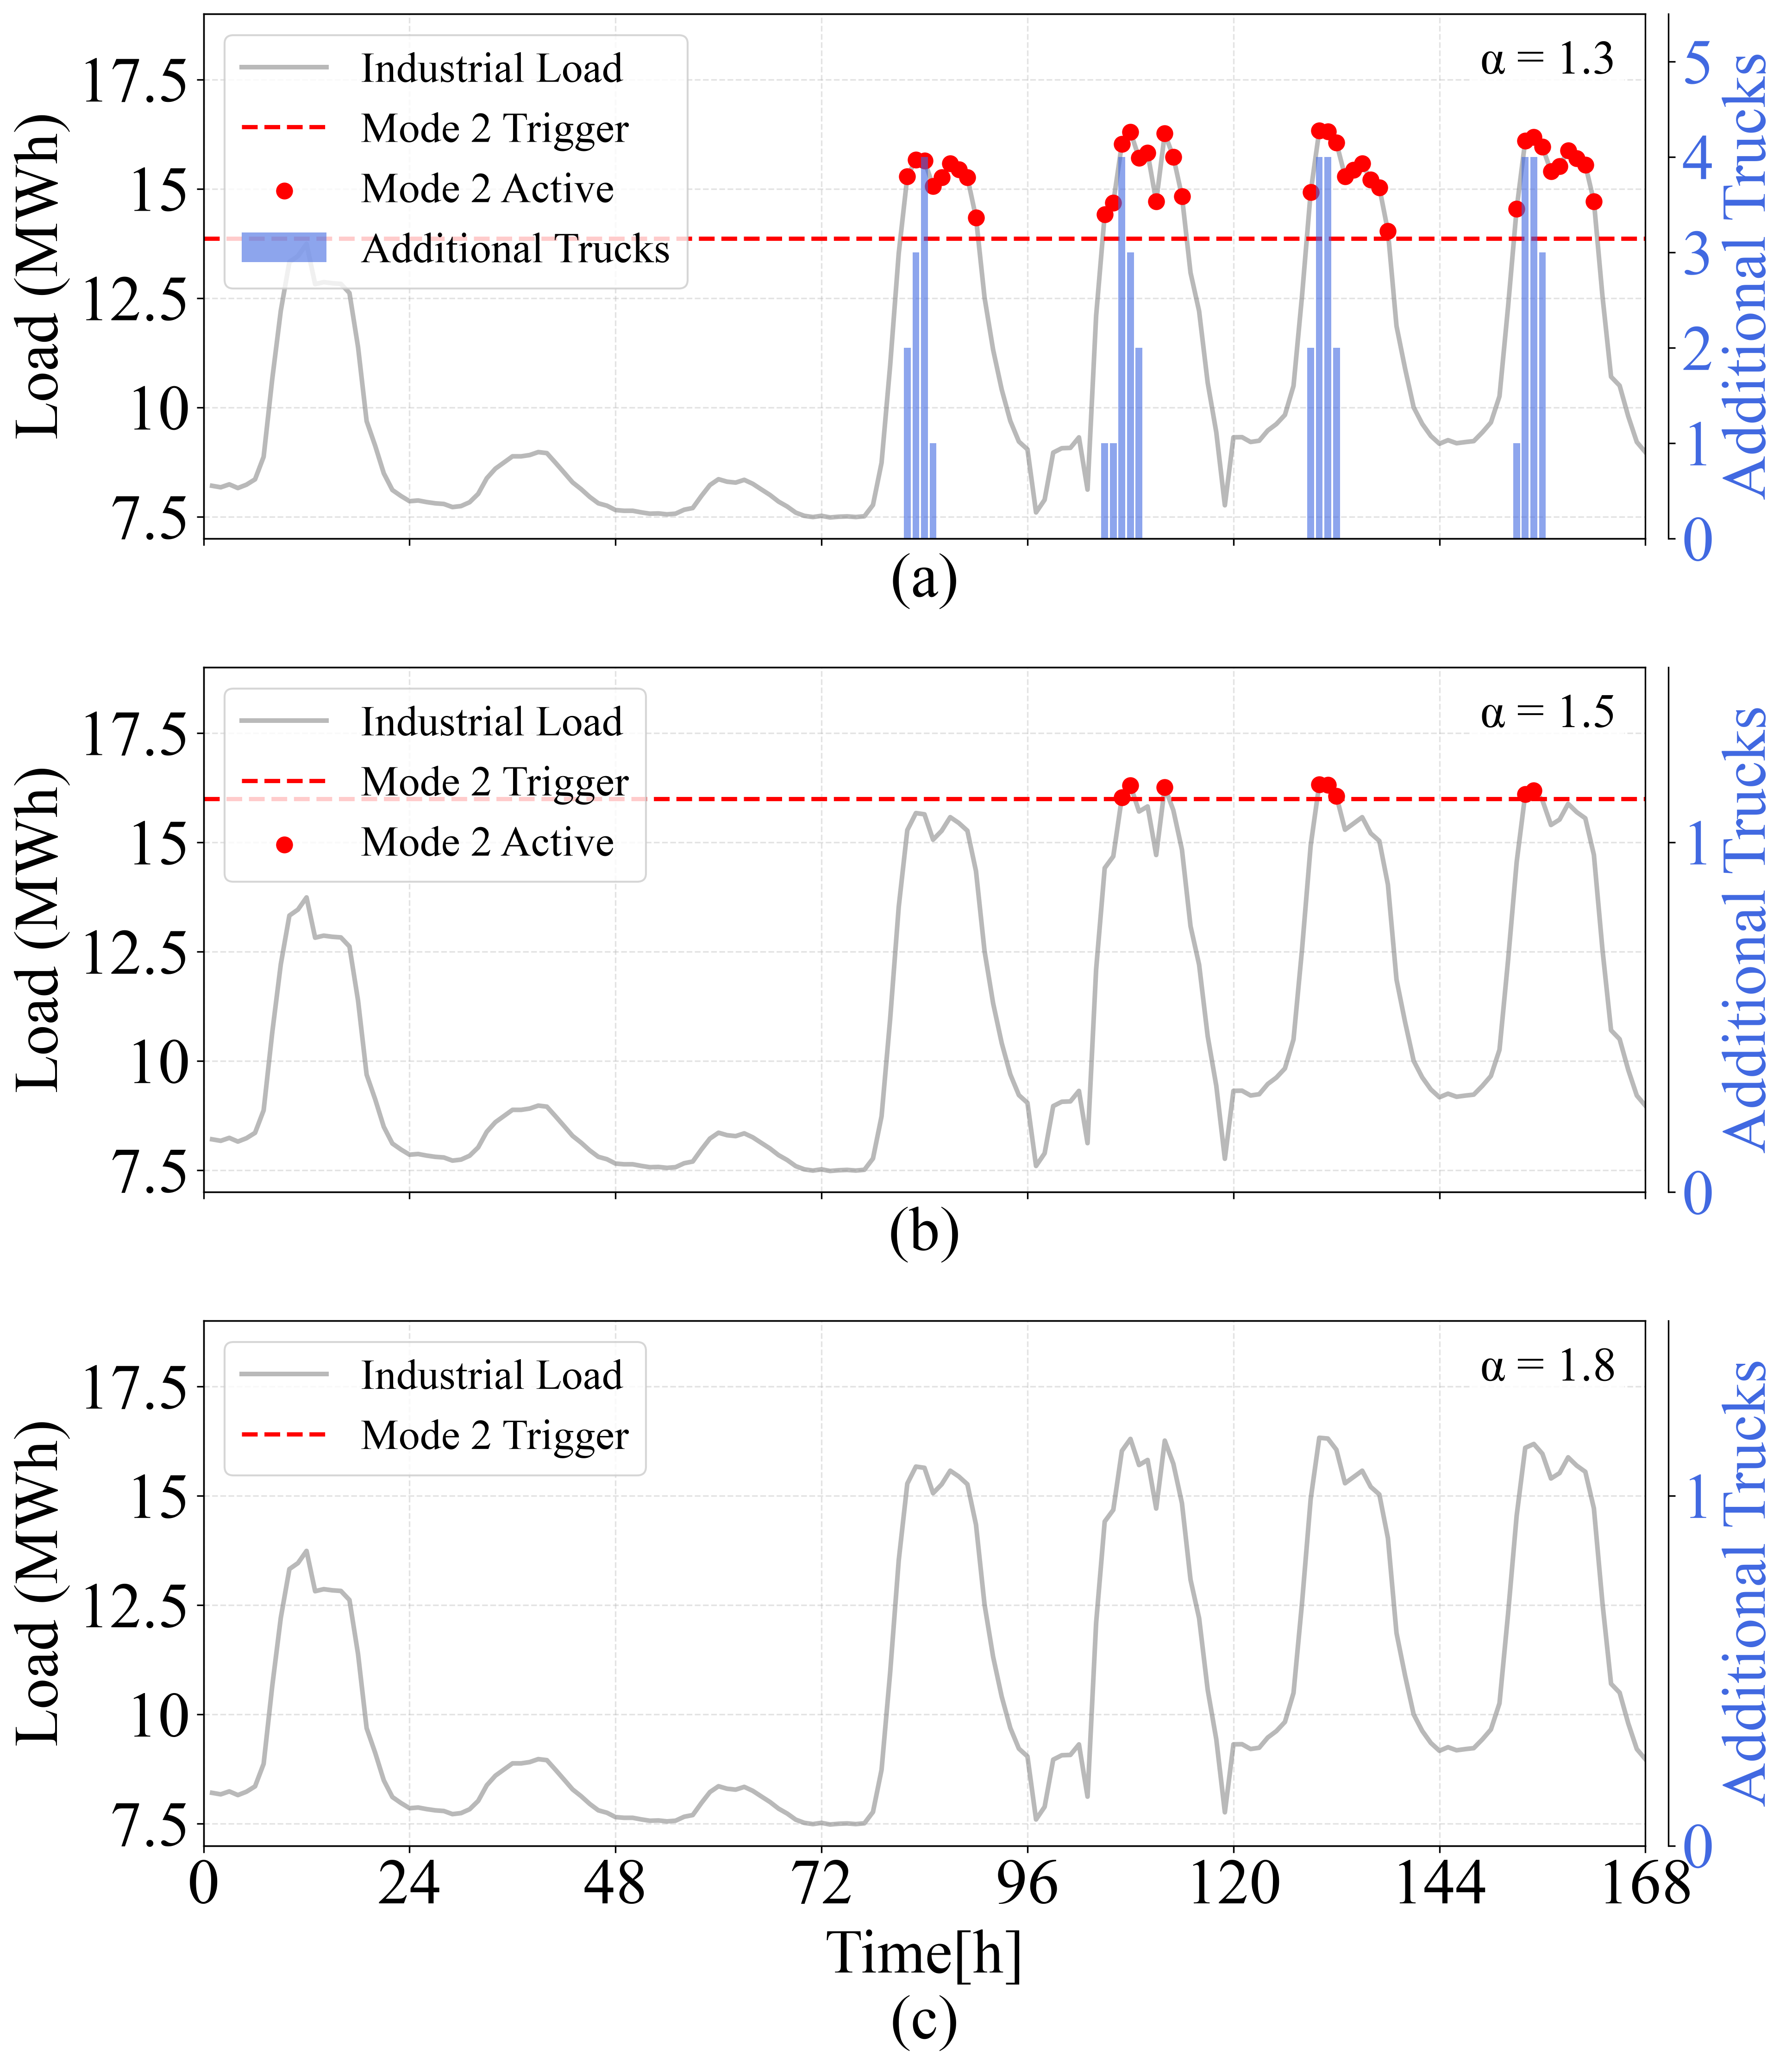 17.5
15
12.5
10
7.5
Load (MWh)
Industrial Load
Mode 2 Trigger
Mode 2 Active
Additional Trucks
α = 1.3
5
4
3
2
1
0
Additional Trucks
(a)
17.5
15
12.5
10
7.5
Load (MWh)
Industrial Load
Mode 2 Trigger
Mode 2 Active
α = 1.5
1
0
Additional Trucks
(b)
17.5
15
12.5
10
7.5
Load (MWh)
Industrial Load
Mode 2 Trigger
α = 1.8
1
0
Additional Trucks
0 24 48 72 96 120 144 168
Time[h]
(c)